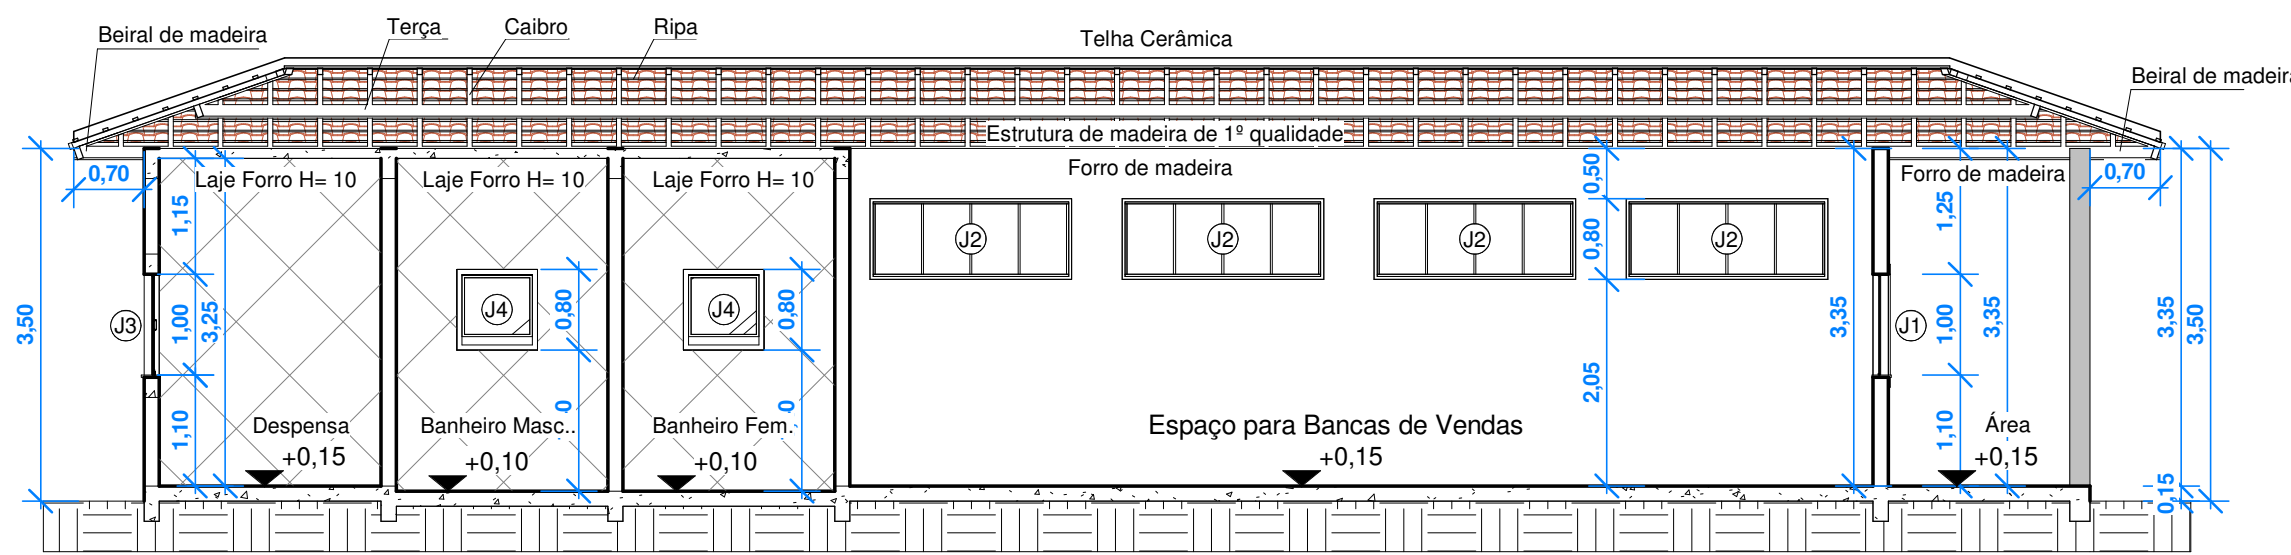 Beiral de madeira
Terça
Caibro
Ripa
Telha Cerâmica
Beiral de madeira
Estrutura de madeira de 1º qualidade
Forro de madeira
Forro de madeira
Laje Forro H= 10
Laje Forro H= 10
Laje Forro H= 10
0,70
0,70
3,50
1,15
1,00
3,25
1,10
0,80
0,80
0,50
0,80
2,05
3,35
1,25
1,00
1,10
3,35
3,35
3,50
0,15
J3
J4
J4
J2
J2
J2
J2
J1
Despensa
+0,15
Banheiro Masc..
+0,10
Banheiro Fem.
+0,10
Espaço para Bancas de Vendas
+0,15
Área
+0,15